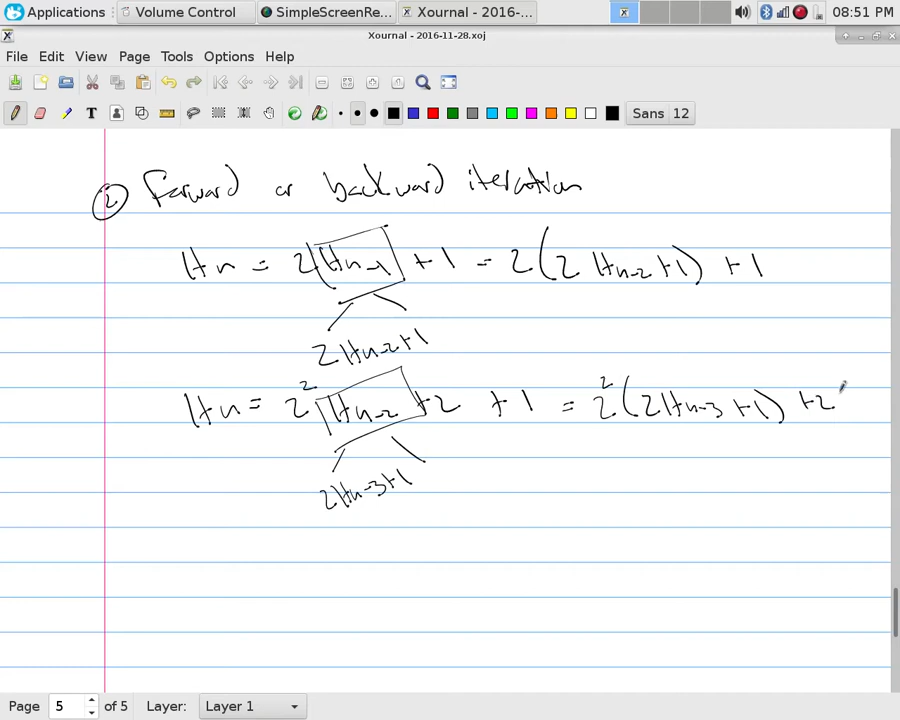 Applications Volume Control SimpleScreenRe... Xournal - 2016-... 08:51 PM
Xournal - 2016-11-28.xoj
File Edit View Page Tools Options Help
Sans 12
② Forward or backward iteration
Hn = 2(Hn-1) +1 = 2(2Hn-2+1) +1
2Hn-2+1
Hn = 2² Hn-2 +2 +1 = 2²(2Hn-3+1) +2
2Hn-3+1
Page 5 of 5 Layer: Layer 1